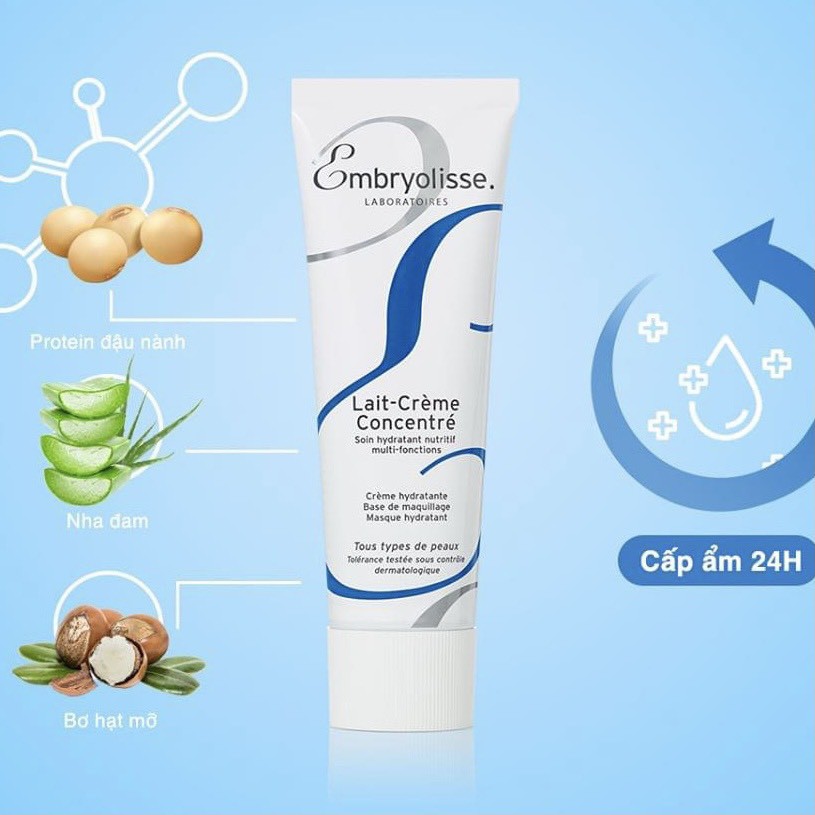 Embryolisse.
LABORATOIRES
Lait-Crème
Concentré
Soin hydratant nutritif
multi-fonctions
Crème hydratante
Base de maquillage
Masque hydratant
Tous types de peaux
Tolérance testée sous contrôle
dermatologique
Protein đậu nành
Nha đam
Bơ hạt mỡ
Cấp ẩm 24H